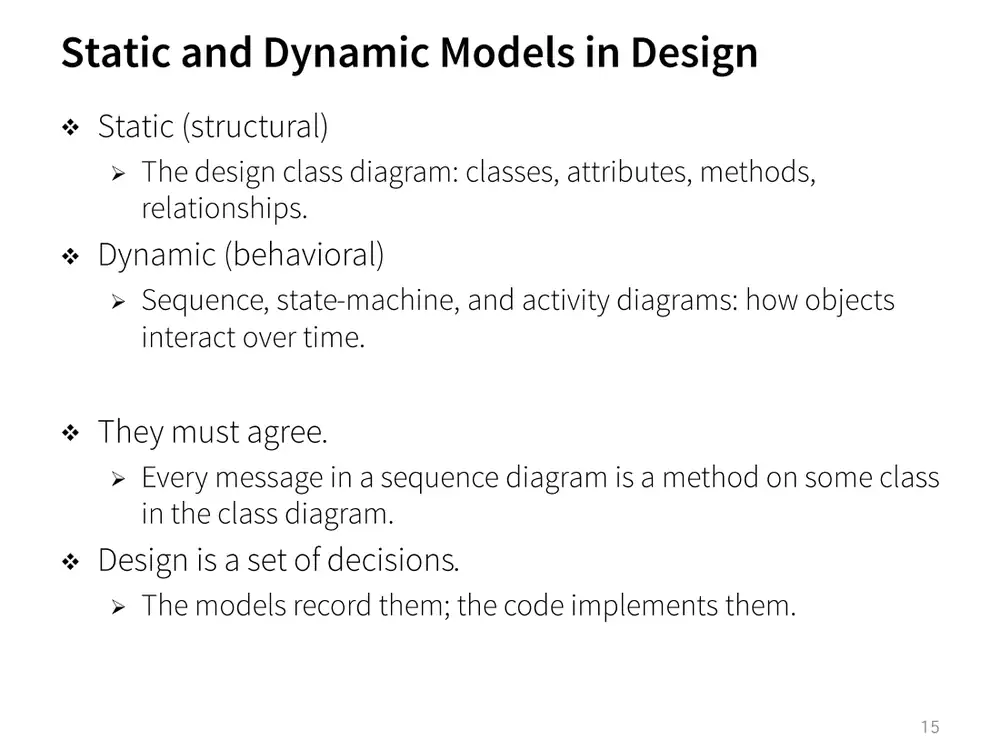 Static and Dynamic Models in Design
❖ Static (structural)
➢ The design class diagram: classes, attributes, methods,
relationships.
❖ Dynamic (behavioral)
➢ Sequence, state-machine, and activity diagrams: how objects
interact over time.
❖ They must agree.
➢ Every message in a sequence diagram is a method on some class
in the class diagram.
❖ Design is a set of decisions.
➢ The models record them; the code implements them.
15